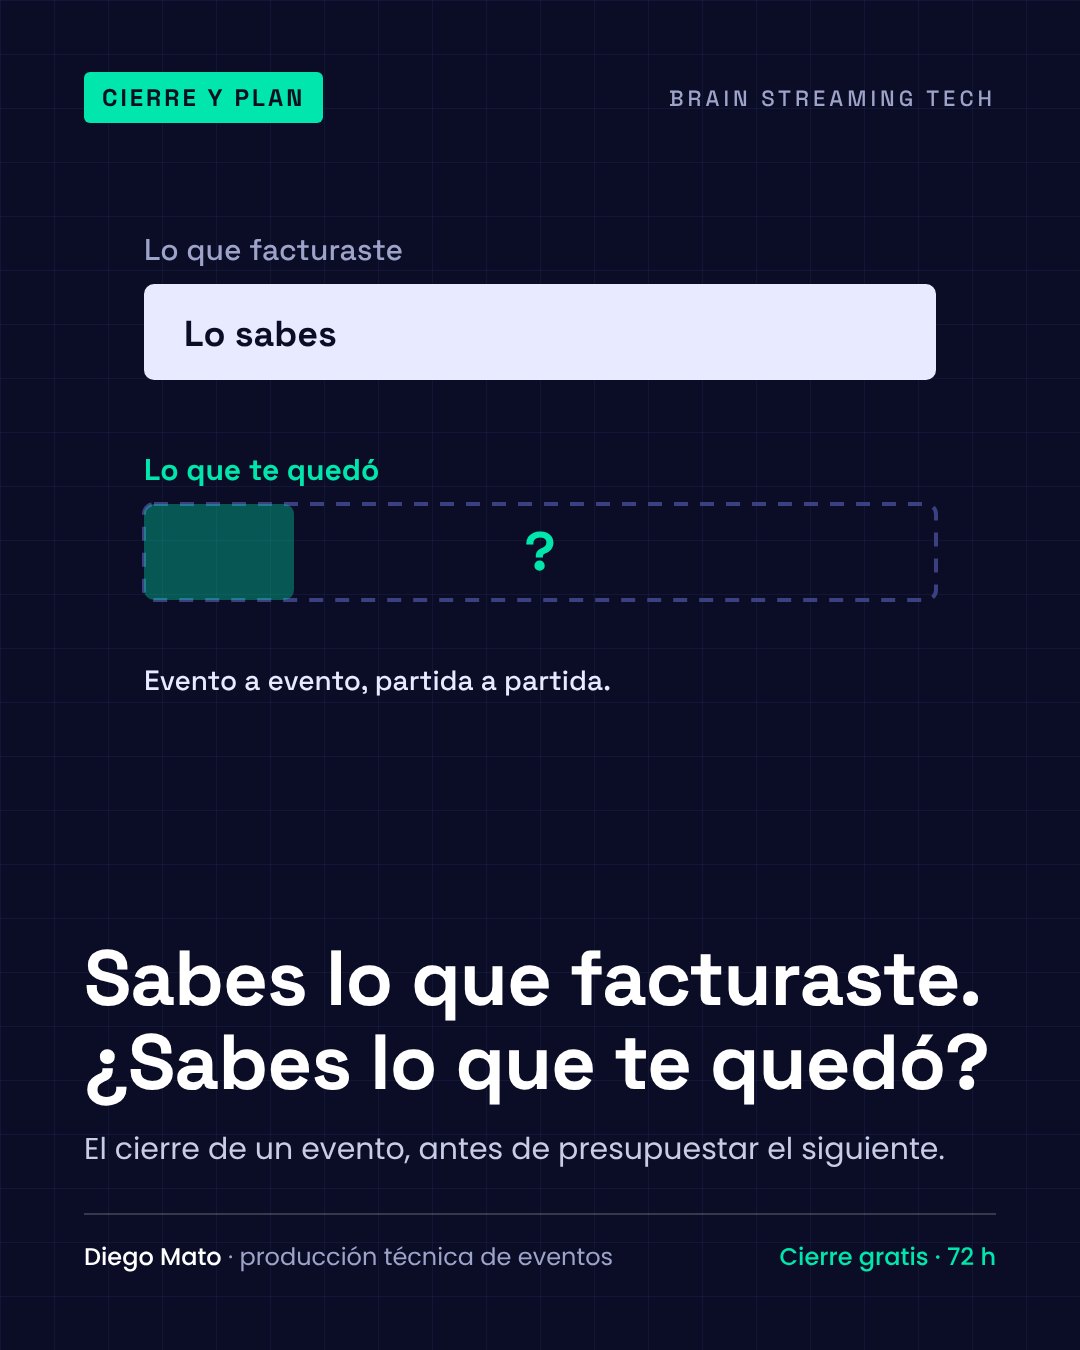 CIERRE Y PLAN
BRAIN STREAMING TECH
Lo que facturaste
Lo sabes
Lo que te quedó
?
Evento a evento, partida a partida.
Sabes lo que facturaste.
¿Sabes lo que te quedó?
El cierre de un evento, antes de presupuestar el siguiente.
Diego Mato · producción técnica de eventos
Cierre gratis · 72 h